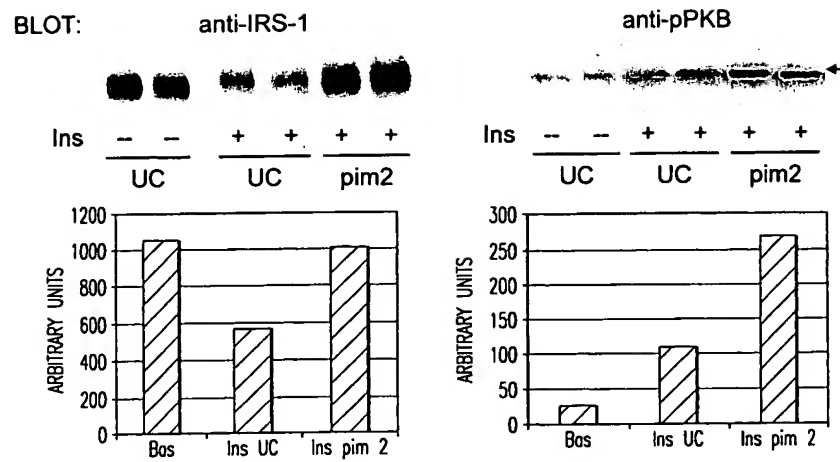 BLOT: anti-IRS-1 anti-pPKB
Ins -- -- + + + + -- -- + + + +
UC UC pim2 UC UC pim2
1200
1000
800
600
400
200
0
ARBITRARY UNITS
Bas Ins UC Ins pim 2
300
250
200
150
100
50
0
ARBITRARY UNITS
Bas Ins UC Ins pim 2